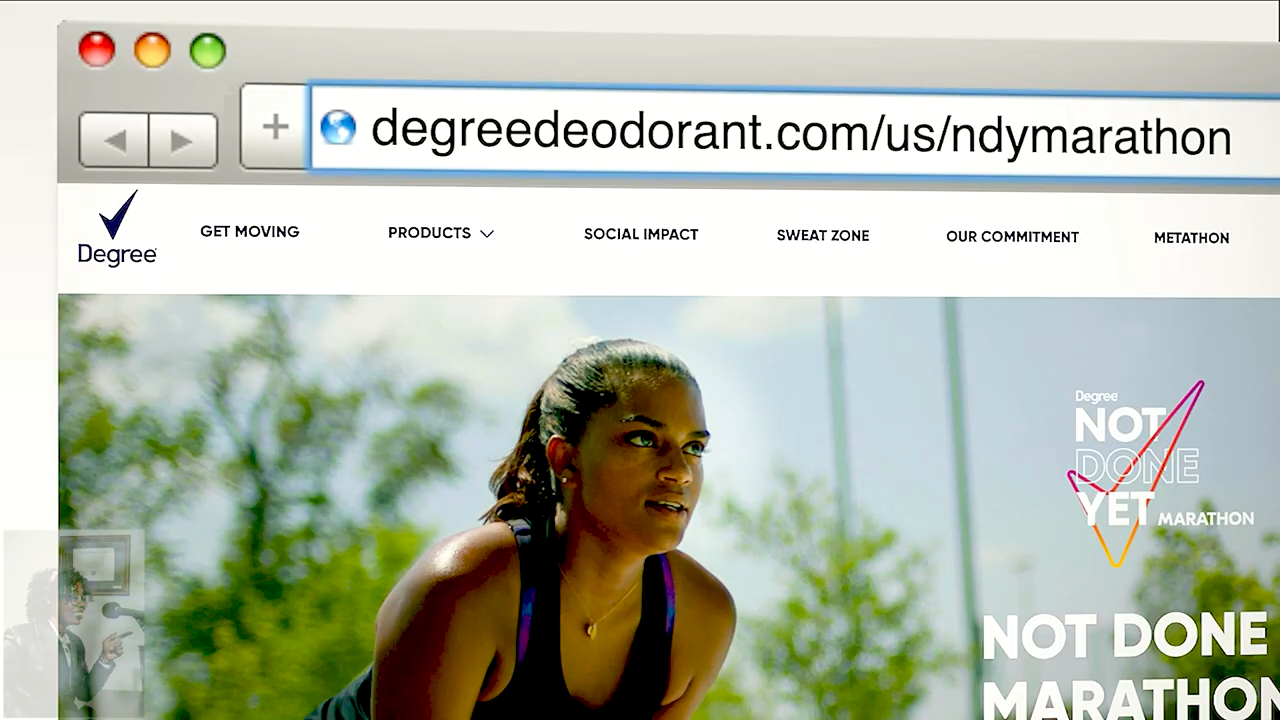 degreedeodorant.com/us/ndymarathon
Degree
GET MOVING
PRODUCTS
SOCIAL IMPACT
SWEAT ZONE
OUR COMMITMENT
METATHON
Degree
NOT
DONE
YET MARATHON
NOT DONE
MARATHON